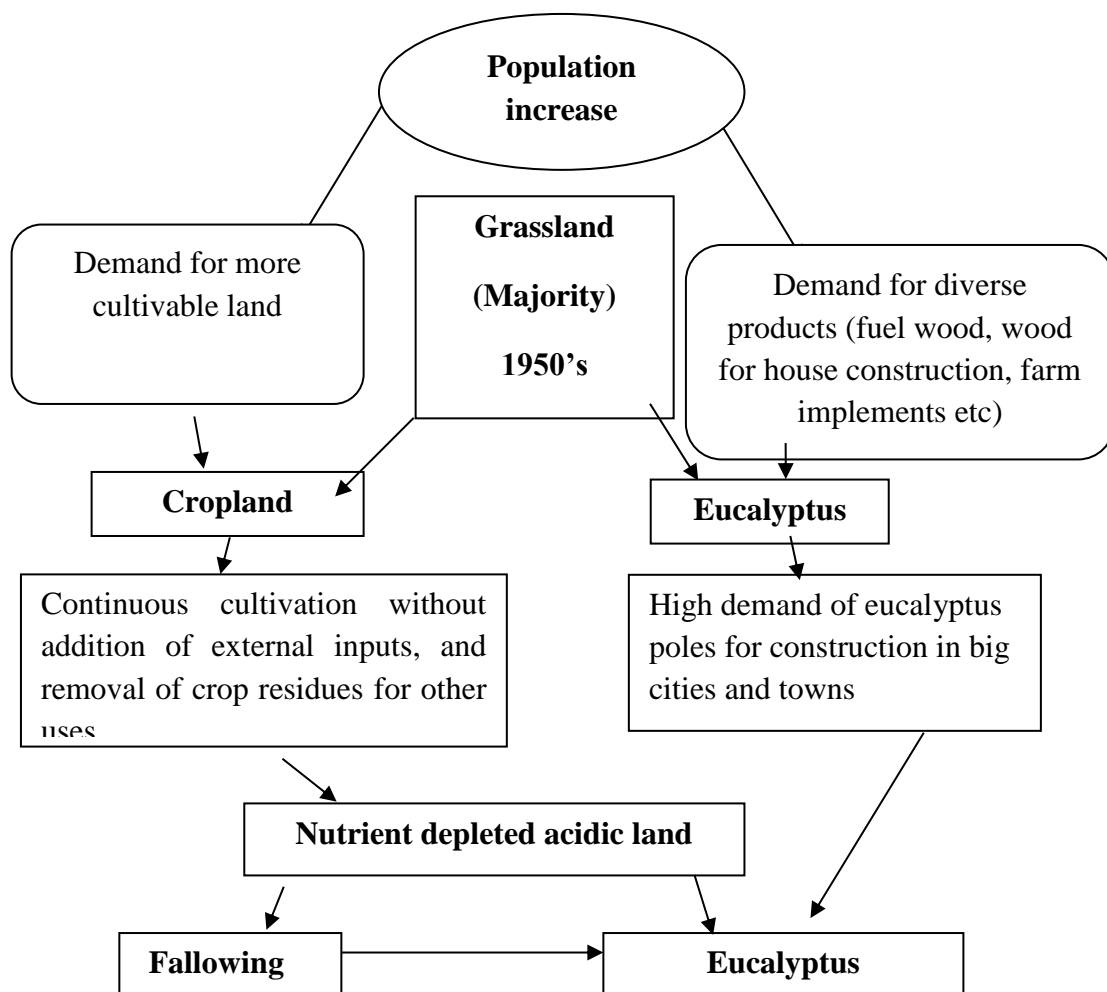 Population
increase
Grassland
(Majority)
1950’s
Demand for more
cultivable land
Demand for diverse
products (fuel wood, wood
for house construction, farm
implements etc)
Cropland
Eucalyptus
Continuous cultivation without
addition of external inputs, and
removal of crop residues for other
uses
High demand of eucalyptus
poles for construction in big
cities and towns
Nutrient depleted acidic land
Fallowing
Eucalyptus